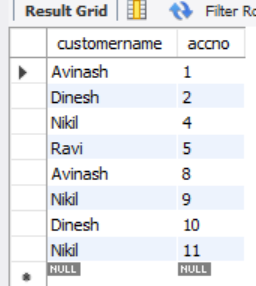 Result Grid Filter Ro
customername accno
Avinash 1
Dinesh 2
Nikil 4
Ravi 5
Avinash 8
Nikil 9
Dinesh 10
Nikil 11
NULL NULL